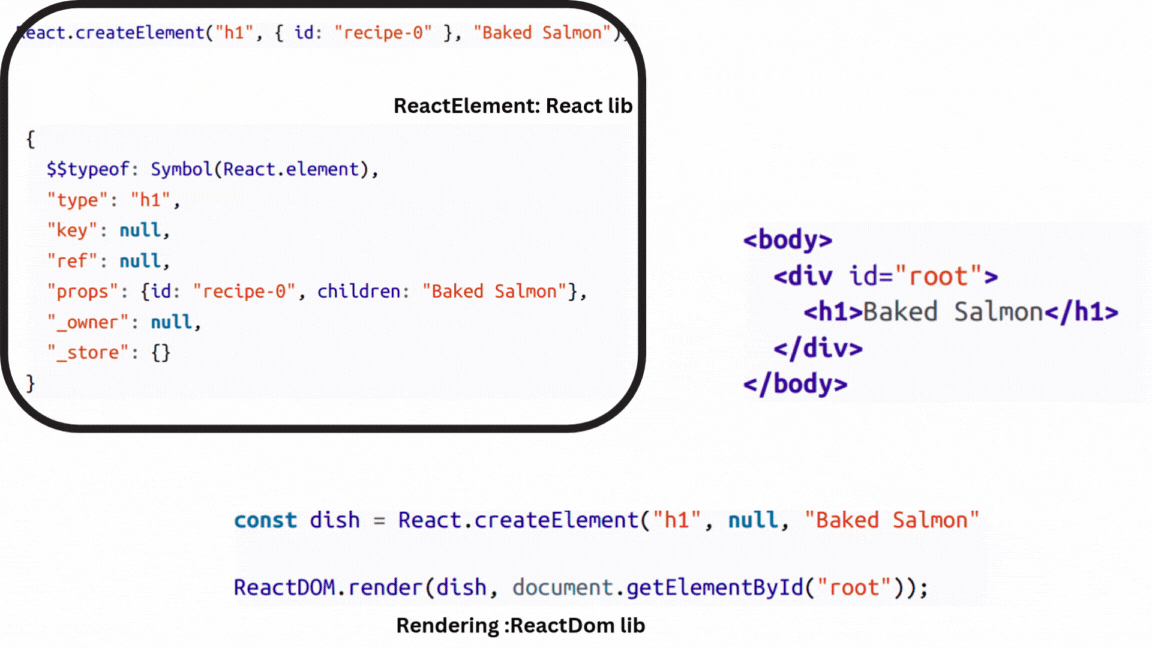 React.createElement("h1", { id: "recipe-0" }, "Baked Salmon");
ReactElement: React lib
{
$$typeof: Symbol(React.element),
"type": "h1",
"key": null,
"ref": null,
"props": {id: "recipe-0", children: "Baked Salmon"},
"_owner": null,
"_store": {}
}
<body>
<div id="root">
<h1>Baked Salmon</h1>
</div>
</body>
const dish = React.createElement("h1", null, "Baked Salmon"
ReactDOM.render(dish, document.getElementById("root"));
Rendering :ReactDom lib